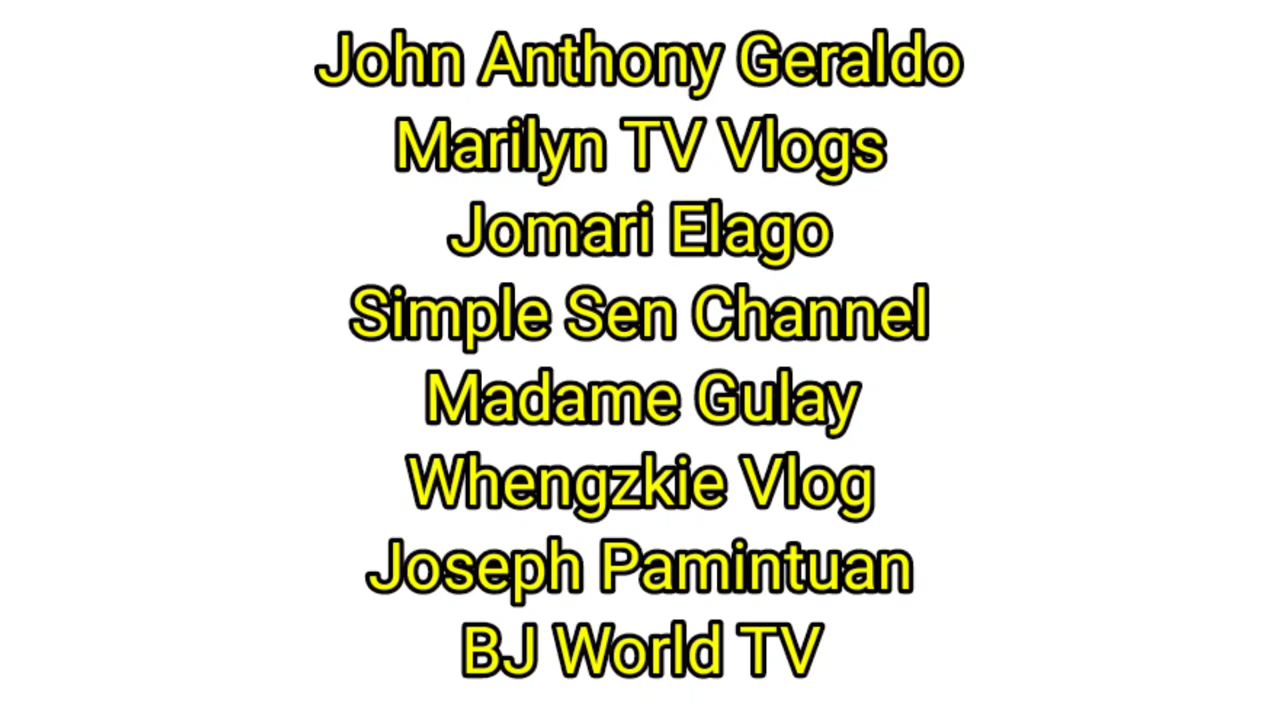 John Anthony Geraldo
Marilyn TV Vlogs
Jomari Elago
Simple Sen Channel
Madame Gulay
Whengzkie Vlog
Joseph Pamintuan
BJ World TV